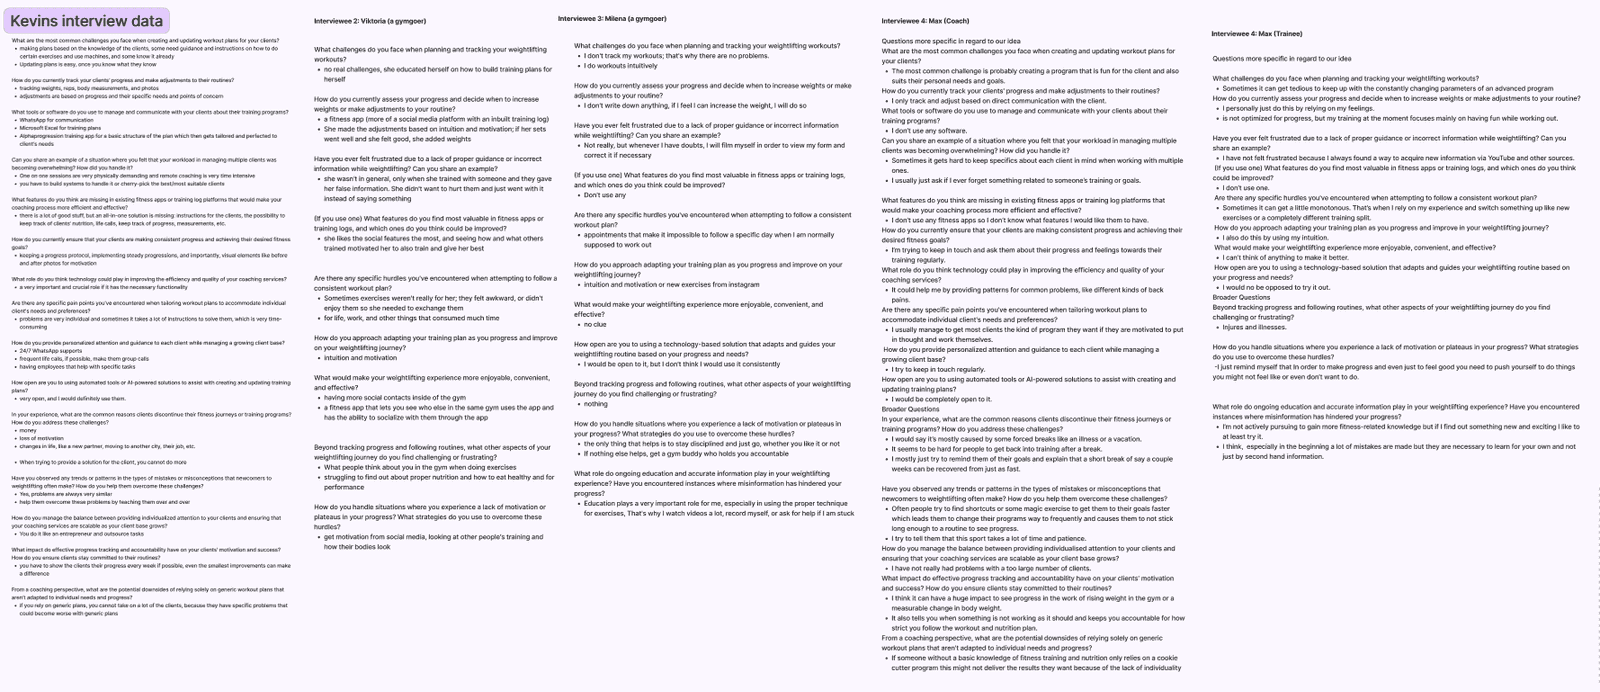 Kevins interview data
What are the most common challenges you face when creating and updating workout plans for your clients?
• making plans based on the knowledge of the clients, some need guidance and instructions on how to do
certain exercises and use machines, and some know it already
• Updating plans is easy, once you know what they know
How do you currently track your clients' progress and make adjustments to their routines?
• tracking weights, reps, body measurements, and photos
• adjustments are based on progress and their specific needs and points of concern
What tools or software do you use to manage and communicate with your clients about their training programs?
• WhatsApp for communication
• Microsoft Excel for training plans
• Alphaprogression training app for a basic structure of the plan which then gets tailored and perfected to
client's needs
Can you share an example of a situation where you felt that your workload in managing multiple clients
was becoming overwhelming? How did you handle it?
• One on one sessions are very physically demanding and remote coaching is very time intensive
• you have to build systems to handle it or cherry-pick the best/most suitable clients
What features do you think are missing in existing fitness apps or training log platforms that would make your
coaching process more efficient and effective?
• there is a lot of good stuff, but an all-in-one solution is missing: instructions for the clients, the possibility to
keep track of clients' nutrition, life calls, keep track of progress, measurements, etc.
How do you currently ensure that your clients are making consistent progress and achieving their desired fitness
goals?
• keeping a progress protocol, implementing steady progressions, and importantly, visual elements like before
and after photos for motivation
What role do you think technology could play in improving the efficiency and quality of your coaching services?
• a very important and crucial role if it has the necessary functionality
Are there any specific pain points you've encountered when tailoring workout plans to accommodate individual
client's needs and preferences?
• problems are very individual and sometimes it takes a lot of instructions to solve them, which is very time-
consuming
How do you provide personalized attention and guidance to each client while managing a growing client base?
• 24/7 WhatsApp supports
• frequent life calls, if possible, make them group calls
• having employees that help with specific tasks
How open are you to using automated tools or AI-powered solutions to assist with creating and updating training
plans?
• very open, and I would definitely use them.
In your experience, what are the common reasons clients discontinue their fitness journeys or training programs?
How do you address these challenges?
• money
• loss of motivation
• changes in life, like a new partner, moving to another city, their job, etc.
• When trying to provide a solution for the client, you cannot do more
Have you observed any trends or patterns in the types of mistakes or misconceptions that newcomers to
weightlifting often make? How do you help them overcome these challenges?
• Yes, problems are always very similar
• help them overcome these problems by teaching them over and over
How do you manage the balance between providing individualized attention to your clients and ensuring that
your coaching services are scalable as your client base grows?
• You do it like an entrepreneur and outsource tasks
What impact do effective progress tracking and accountability have on your clients' motivation and success?
How do you ensure clients stay committed to their routines?
• you have to show the clients their progress every week if possible, even the smallest improvements can make
a difference
From a coaching perspective, what are the potential downsides of relying solely on generic workout plans that
aren't adapted to individual needs and progress?
• if you rely on generic plans, you cannot take on a lot of the clients, because they have specific problems that
could become worse with generic plans
Interviewee 2: Viktoria (a gymgoer)
What challenges do you face when planning and tracking your weightlifting
workouts?
• no real challenges, she educated herself on how to build training plans for
herself
How do you currently assess your progress and decide when to increase
weights or make adjustments to your routine?
• a fitness app (more of a social media platform with an inbuilt training log)
• She made the adjustments based on intuition and motivation; if her sets
went well and she felt good, she added weights
Have you ever felt frustrated due to a lack of proper guidance or incorrect
information while weightlifting? Can you share an example?
• she wasn't in general, only when she trained with someone and they gave
her false information. She didn't want to hurt them and just went with it
instead of saying something
(If you use one) What features do you find most valuable in fitness apps or
training logs, and which ones do you think could be improved?
• she likes the social features the most, and seeing how and what others
trained motivated her to also train and give her best
Are there any specific hurdles you've encountered when attempting to follow a
consistent workout plan?
• Sometimes exercises weren't really for her; they felt awkward, or didn't
enjoy them so she needed to exchange them
• for life, work, and other things that consumed much time
How do you approach adapting your training plan as you progress and improve
on your weightlifting journey?
• intuition and motivation
What would make your weightlifting experience more enjoyable, convenient,
and effective?
• having more social contacts inside of the gym
• a fitness app that lets you see who else in the same gym uses the app and
has the ability to socialize with them through the app
Beyond tracking progress and following routines, what other aspects of your
weightlifting journey do you find challenging or frustrating?
• What people think about you in the gym when doing exercises
• struggling to find out about proper nutrition and how to eat healthy and for
performance
How do you handle situations where you experience a lack of motivation or
plateaus in your progress? What strategies do you use to overcome these
hurdles?
• get motivation from social media, looking at other people's training and
how their bodies look
Interviewee 3: Milena (a gymgoer)
What challenges do you face when planning and tracking your weightlifting workouts?
• I don't track my workouts; that's why there are no problems.
• I do workouts intuitively
How do you currently assess your progress and decide when to increase weights or make
adjustments to your routine?
• I don't write down anything, if I feel I can increase the weight, I will do so
Have you ever felt frustrated due to a lack of proper guidance or incorrect information
while weightlifting? Can you share an example?
• Not really, but whenever I have doubts, I will film myself in order to view my form and
correct it if necessary
(If you use one) What features do you find most valuable in fitness apps or training logs,
and which ones do you think could be improved?
• Don't use any
Are there any specific hurdles you've encountered when attempting to follow a consistent
workout plan?
• appointments that make it impossible to follow a specific day when I am normally
supposed to work out
How do you approach adapting your training plan as you progress and improve on your
weightlifting journey?
• intuition and motivation or new exercises from instagram
What would make your weightlifting experience more enjoyable, convenient, and
effective?
• no clue
How open are you to using a technology-based solution that adapts and guides your
weightlifting routine based on your progress and needs?
• I would be open to it, but I don't think I would use it consistently
Beyond tracking progress and following routines, what other aspects of your weightlifting
journey do you find challenging or frustrating?
• nothing
How do you handle situations where you experience a lack of motivation or plateaus in
your progress? What strategies do you use to overcome these hurdles?
• the only thing that helps is to stay disciplined and just go, whether you like it or not
• If nothing else helps, get a gym buddy who holds you accountable
What role do ongoing education and accurate information play in your weightlifting
experience? Have you encountered instances where misinformation has hindered your
progress?
• Education plays a very important role for me, especially in using the proper technique
for exercises, That's why I watch videos a lot, record myself, or ask for help if I am stuck
Interviewee 4: Max (Coach)
Questions more specific in regard to our idea
What are the most common challenges you face when creating and updating workout plans for
your clients?
• The most common challenge is probably creating a program that is fun for the client and also
suits their personal needs and goals.
How do you currently track your clients' progress and make adjustments to their routines?
• I only track and adjust based on direct communication with the client.
What tools or software do you use to manage and communicate with your clients about their
training programs?
• I don't use any software.
Can you share an example of a situation where you felt that your workload in managing multiple
clients was becoming overwhelming? How did you handle it?
• Sometimes it gets hard to keep specifics about each client in mind when working with multiple
ones.
• I usually just ask if I ever forget something related to someone's training or goals.
What features do you think are missing in existing fitness apps or training log platforms that
would make your coaching process more efficient and effective?
• I don't use any fitness apps so I don't know what features I would like them to have.
How do you currently ensure that your clients are making consistent progress and achieving their
desired fitness goals?
• I'm trying to keep in touch and ask them about their progress and feelings towards their
training regularly.
What role do you think technology could play in improving the efficiency and quality of your
coaching services?
• It could help me by providing patterns for common problems, like different kinds of back
pains.
Are there any specific pain points you've encountered when tailoring workout plans to
accommodate individual client's needs and preferences?
• I usually manage to get most clients the kind of program they want if they are motivated to put
in thought and work themselves.
How do you provide personalized attention and guidance to each client while managing a
growing client base?
• I try to keep in touch regularly.
How open are you to using automated tools or AI-powered solutions to assist with creating and
updating training plans?
• I would be completely open to it.
Broader Questions
In your experience, what are the common reasons clients discontinue their fitness journeys or
training programs? How do you address these challenges?
• I would say it's mostly caused by some forced breaks like an illness or a vacation.
• It seems to be hard for people to get back into training after a break.
• I mostly just try to remind them of their goals and explain that a short break of say a couple
weeks can be recovered from just as fast.
Have you observed any trends or patterns in the types of mistakes or misconceptions that
newcomers to weightlifting often make? How do you help them overcome these challenges?
• Often people try to find shortcuts or some magic exercise to get them to their goals faster
which leads them to change their programs way to frequently and causes them to not stick
long enough to a routine to see progress.
• I try to tell them that this sport takes a lot of time and patience.
How do you manage the balance between providing individualised attention to your clients and
ensuring that your coaching services are scalable as your client base grows?
• I have not really had problems with a too large number of clients.
What impact do effective progress tracking and accountability have on your clients' motivation
and success? How do you ensure clients stay committed to their routines?
• I think it can have a huge impact to see progress in the work of rising weight in the gym or a
measurable change in body weight.
• It also tells you when something is not working as it should and keeps you accountable for how
strict you follow the workout and nutrition plan.
From a coaching perspective, what are the potential downsides of relying solely on generic
workout plans that aren't adapted to individual needs and progress?
• If someone without a basic knowledge of fitness training and nutrition only relies on a cookie
cutter program this might not deliver the results they want because of the lack of individuality
Interviewee 4: Max (Trainee)
Questions more specific in regard to our idea
What challenges do you face when planning and tracking your weightlifting workouts?
• Sometimes it can get tedious to keep up with the constantly changing parameters of an advanced program
How do you currently assess your progress and decide when to increase weights or make adjustments to your routine?
• I personally just do this by relying on my feelings.
• is not optimized for progress, but my training at the moment focuses mainly on having fun while working out.
Have you ever felt frustrated due to a lack of proper guidance or incorrect information while weightlifting? Can you
share an example?
• I have not felt frustrated because I always found a way to acquire new information via YouTube and other sources.
(If you use one) What features do you find most valuable in fitness apps or training logs, and which ones do you think
could be improved?
• I don't use one.
Are there any specific hurdles you've encountered when attempting to follow a consistent workout plan?
• Sometimes it can get a little monotonous. That's when I rely on my experience and switch something up like new
exercises or a completely different training split.
How do you approach adapting your training plan as you progress and improve in your weightlifting journey?
• I also do this by using my intuition.
What would make your weightlifting experience more enjoyable, convenient, and effective?
• I can't think of anything to make it better.
How open are you to using a technology-based solution that adapts and guides your weightlifting routine based on
your progress and needs?
• I would no be opposed to try it out.
Broader Questions
Beyond tracking progress and following routines, what other aspects of your weightlifting journey do you find
challenging or frustrating?
• Injures and illnesses.
How do you handle situations where you experience a lack of motivation or plateaus in your progress? What strategies
do you use to overcome these hurdles?
-I just remind myself that In order to make progress and even just to feel good you need to push yourself to do things
you might not feel like or even don't want to do.
What role do ongoing education and accurate information play in your weightlifting experience? Have you encountered
instances where misinformation has hindered your progress?
• I'm not actively pursuing to gain more fitness-related knowledge but if I find out something new and exciting I like to
at least try it.
• I think, especially in the beginning a lot of mistakes are made but they are necessary to learn for your own and not
just by second hand information.